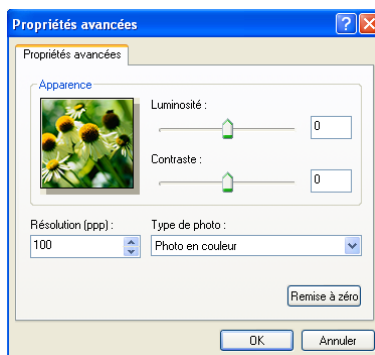 Propriétés avancées
Propriétés avancées
Apparence
Luminosité :
0
Contraste :
0
Résolution (ppp) :
Type de photo :
100
Photo en couleur
Remise à zéro
OK
Annuler